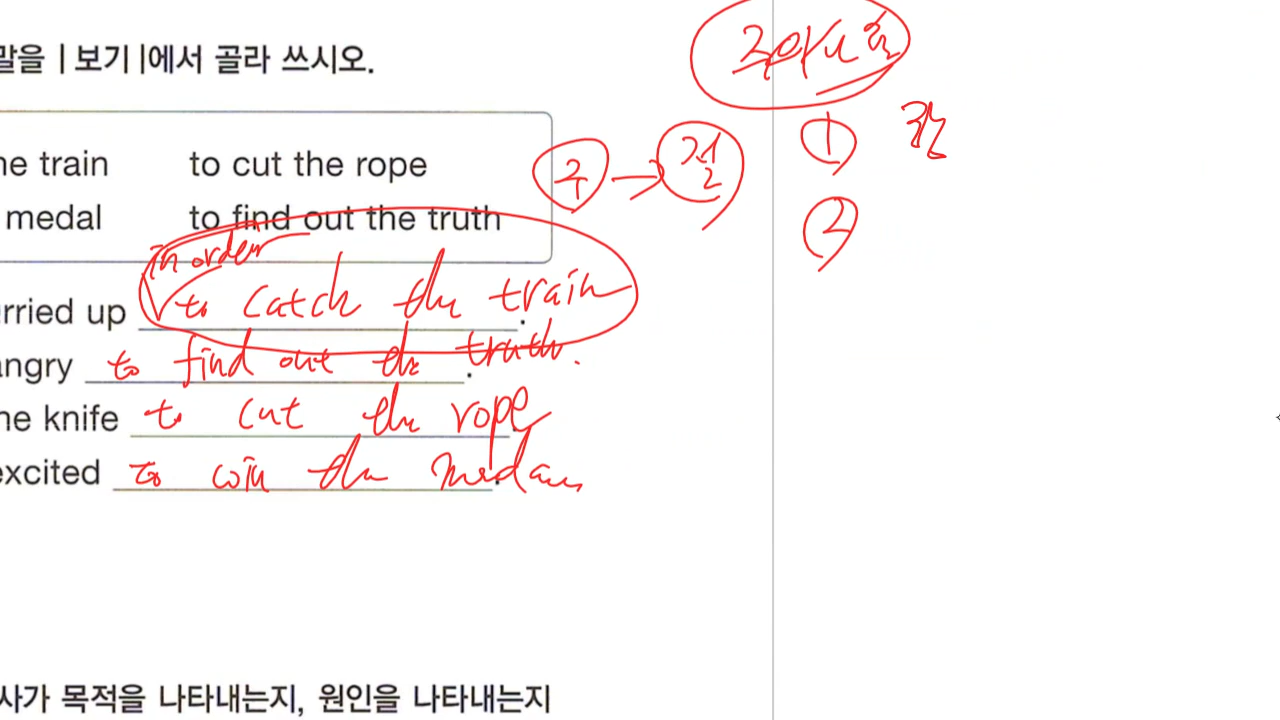 말을 | 보기 |에서 골라 쓰시오.
he train to cut the rope
medal to find out the truth
주 → 절
①
②
in order
rried up to catch the train.
angry to find out the truth.
he knife to cut the rope.
excited to win the
사가 목적을 나타내는지, 원인을 나타내는지